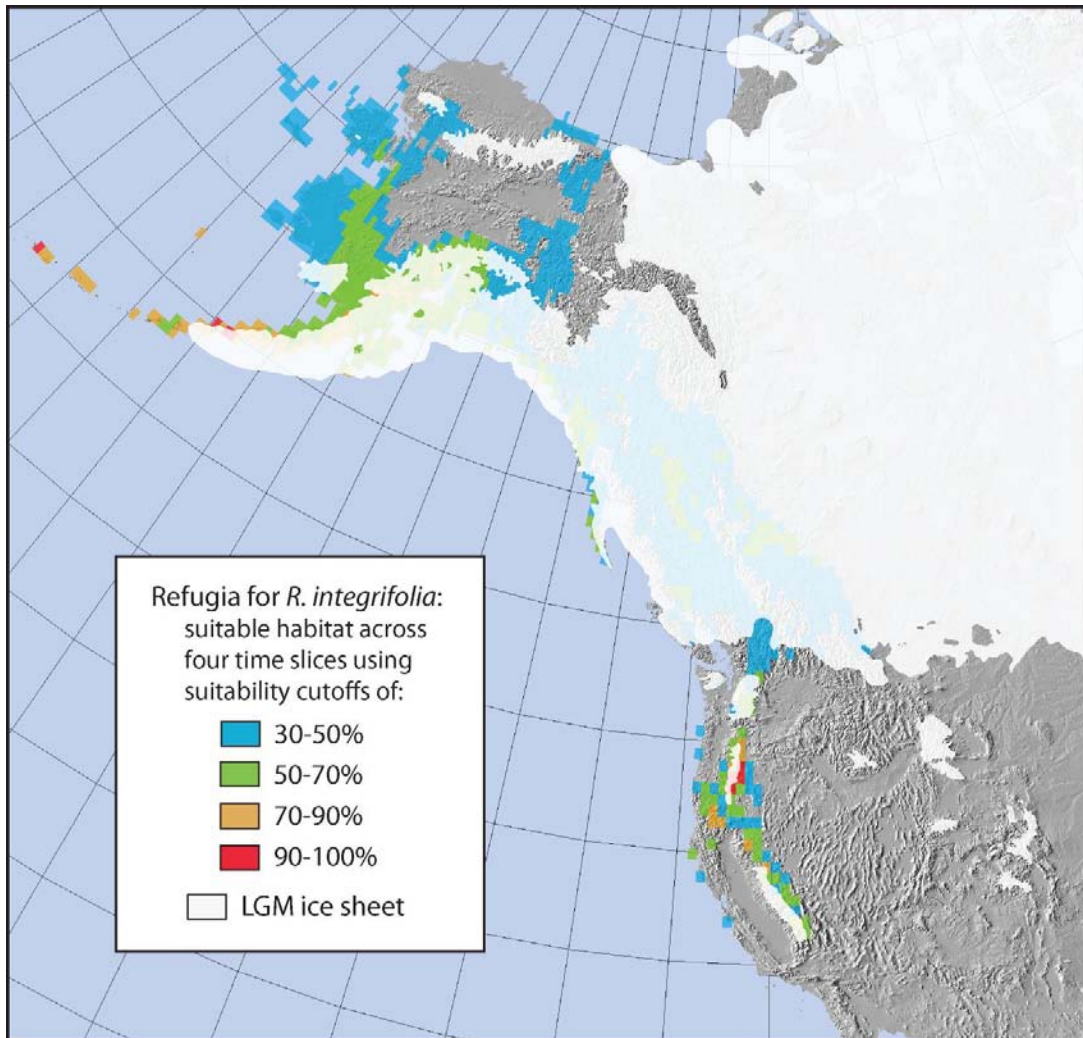 Refugia for R. integrifolia:
suitable habitat across
four time slices using
suitability cutoffs of:
30-50%
50-70%
70-90%
90-100%
LGM ice sheet